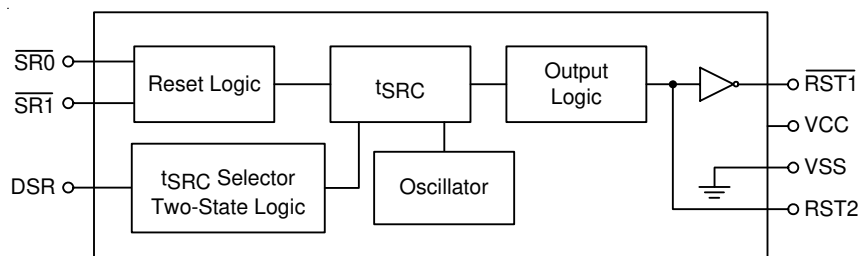 SR0
SR1
DSR
Reset Logic
tSRC
Output
Logic
tSRC Selector
Two-State Logic
Oscillator
RST1
VCC
VSS
RST2